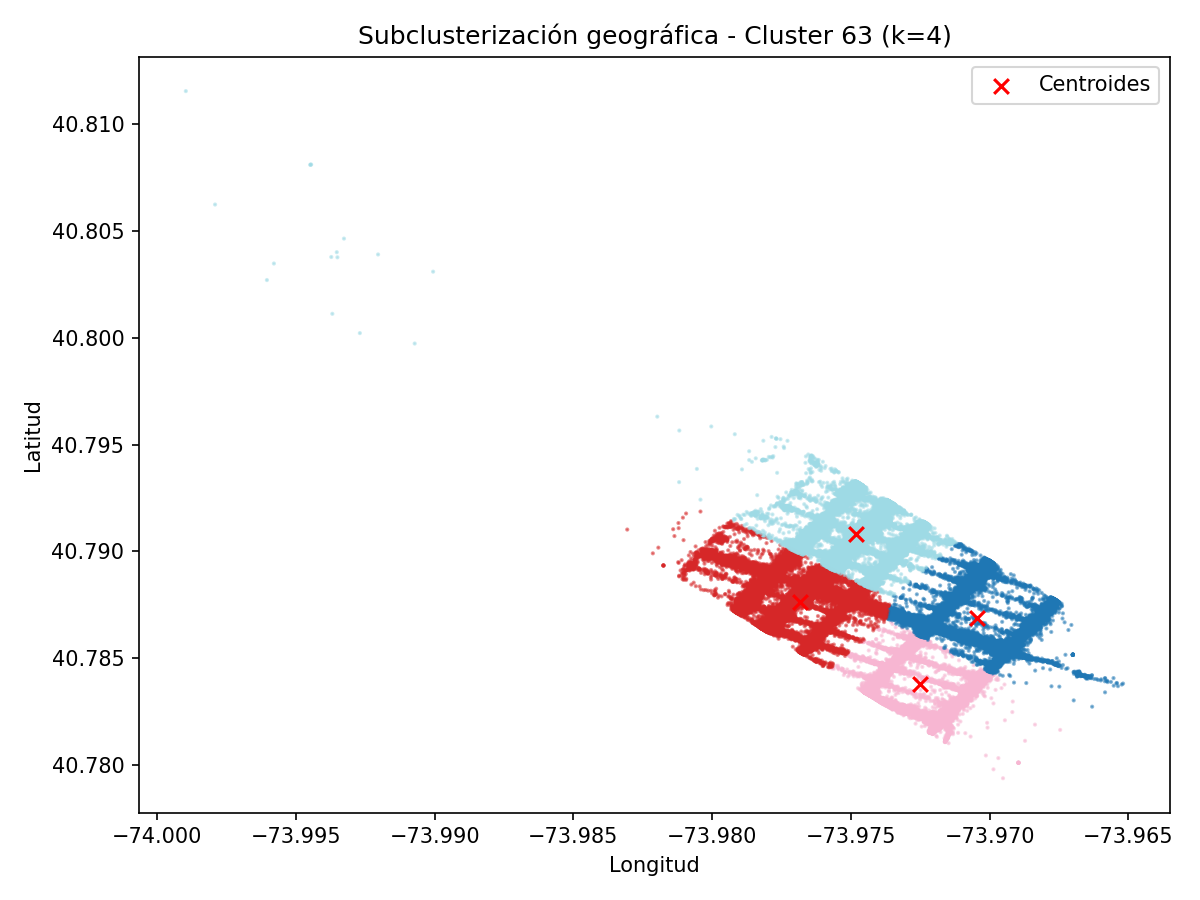 Subclusterización geográfica - Cluster 63 (k=4)
Centroides
40.810
40.805
40.800
40.795
40.790
40.785
40.780
Latitud
−74.000 −73.995 −73.990 −73.985 −73.980 −73.975 −73.970 −73.965
Longitud